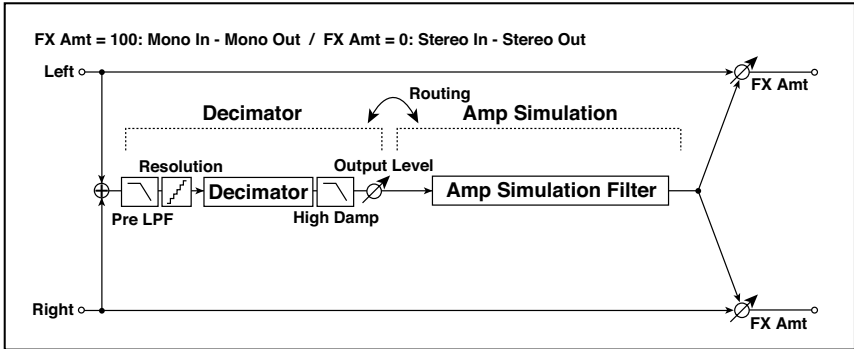 FX Amt = 100: Mono In - Mono Out / FX Amt = 0: Stereo In - Stereo Out
Left
FX Amt
Routing
Decimator
Amp Simulation
Resolution
Output Level
Decimator
Amp Simulation Filter
Pre LPF
High Damp
Right
FX Amt